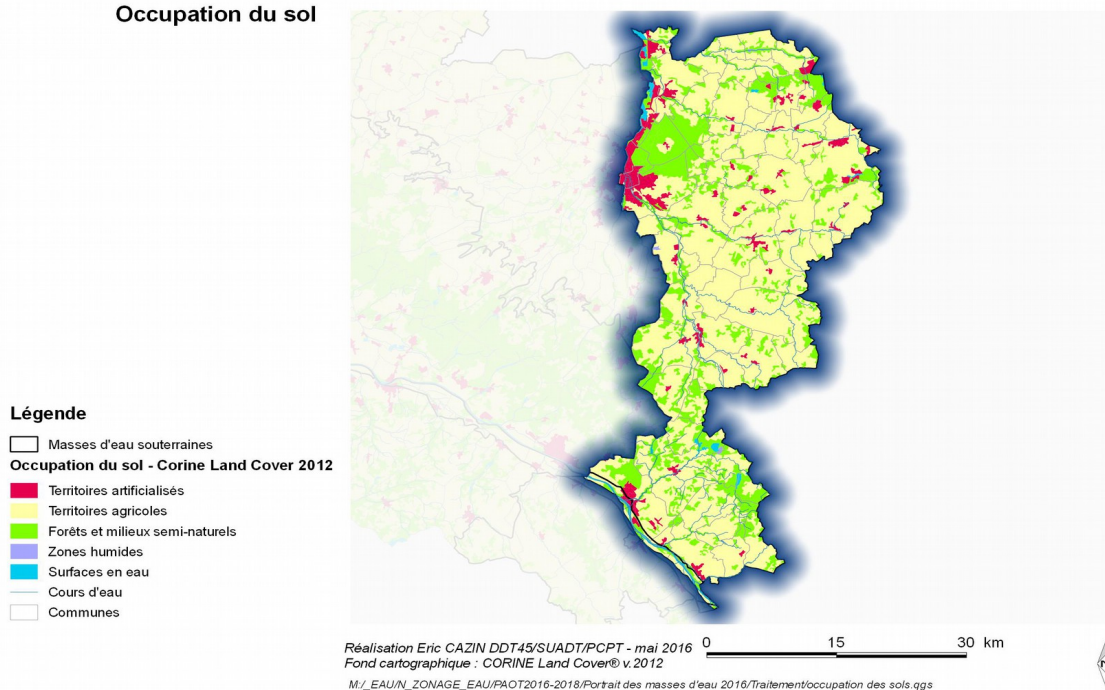 Occupation du sol
Légende
Masses d'eau souterraines
Occupation du sol - Corine Land Cover 2012
Territoires artificialisés
Territoires agricoles
Forêts et milieux semi-naturels
Zones humides
Surfaces en eau
Cours d'eau
Communes
Réalisation Eric CAZIN DDT45/SUADT/PCPT - mai 2016
Fond cartographique : CORINE Land Cover® v.2012
0 15 30 km
M:/_EAU/N_ZONAGE_EAU/PAOT2016-2018/Portrait des masses d'eau 2016/Traitement/occupation des sols.qgs